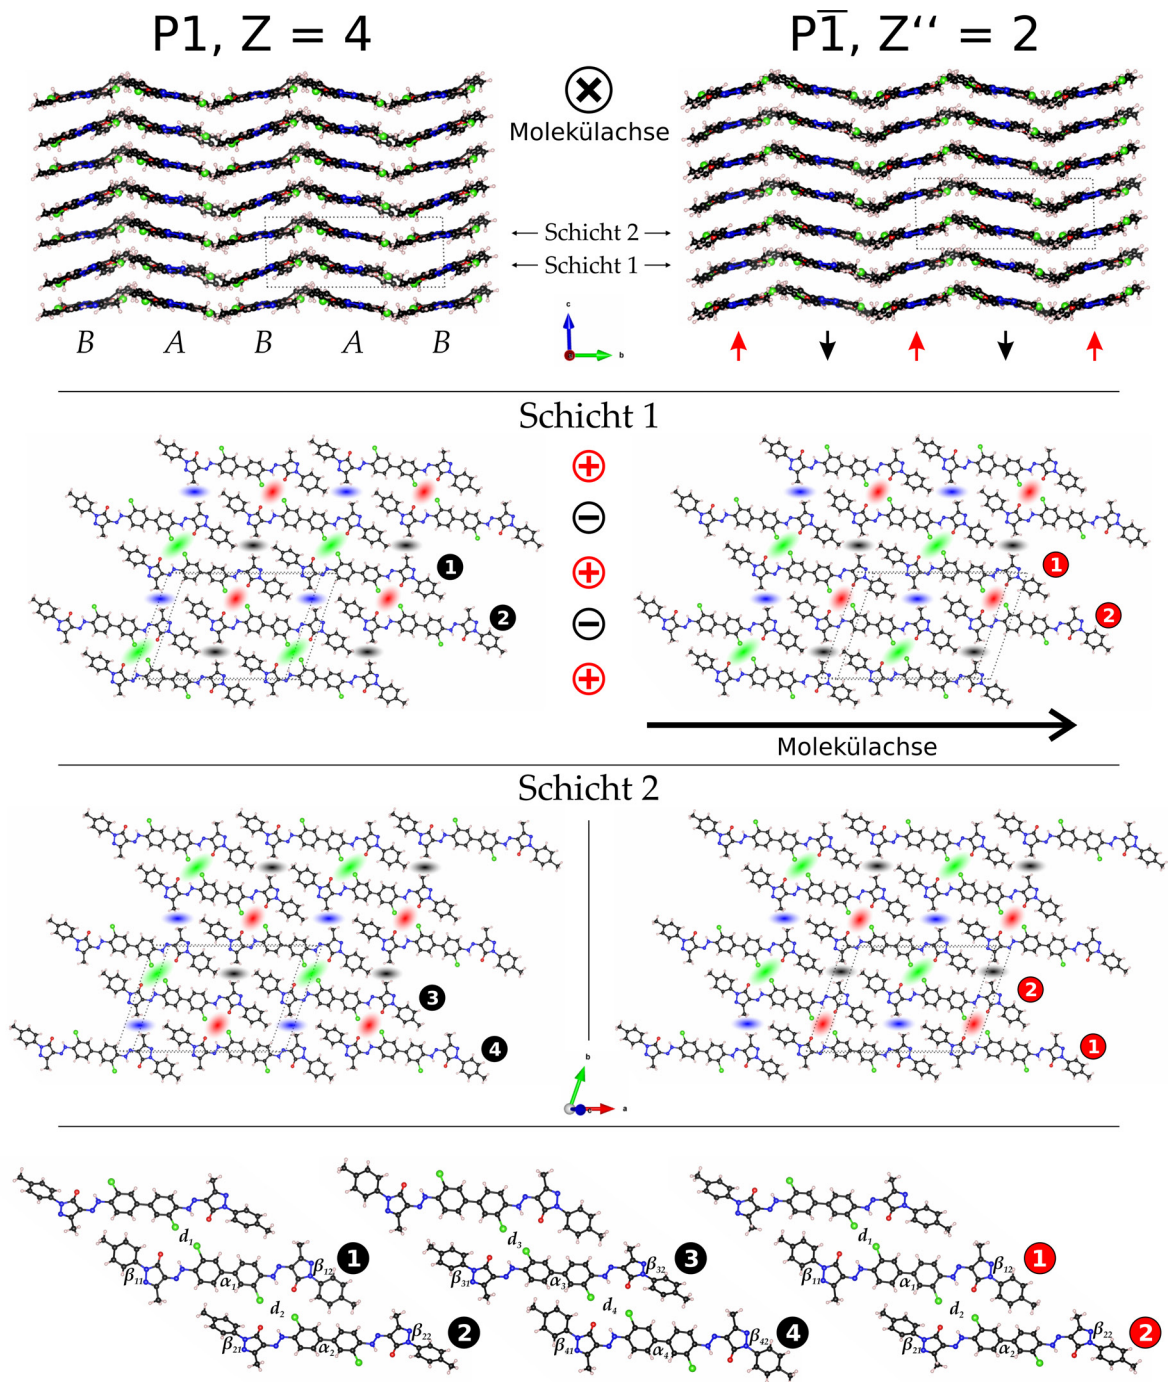 P1, Z = 4
P1̅, Z‘‘ = 2
Molekülachse
Schicht 2
Schicht 1
B A B A B
c
b
Schicht 1
1
2
1
2
Molekülachse
Schicht 2
3
4
2
1
b
c
a
d₁
β₁₁
α₁
β₁₂
1
d₂
β₂₁
α₂
β₂₂
2
d₃
β₃₁
α₃
β₃₂
3
d₄
β₄₁
α₄
β₄₂
4
d₁
β₁₁
α₁
β₁₂
1
d₂
β₂₁
α₂
β₂₂
2